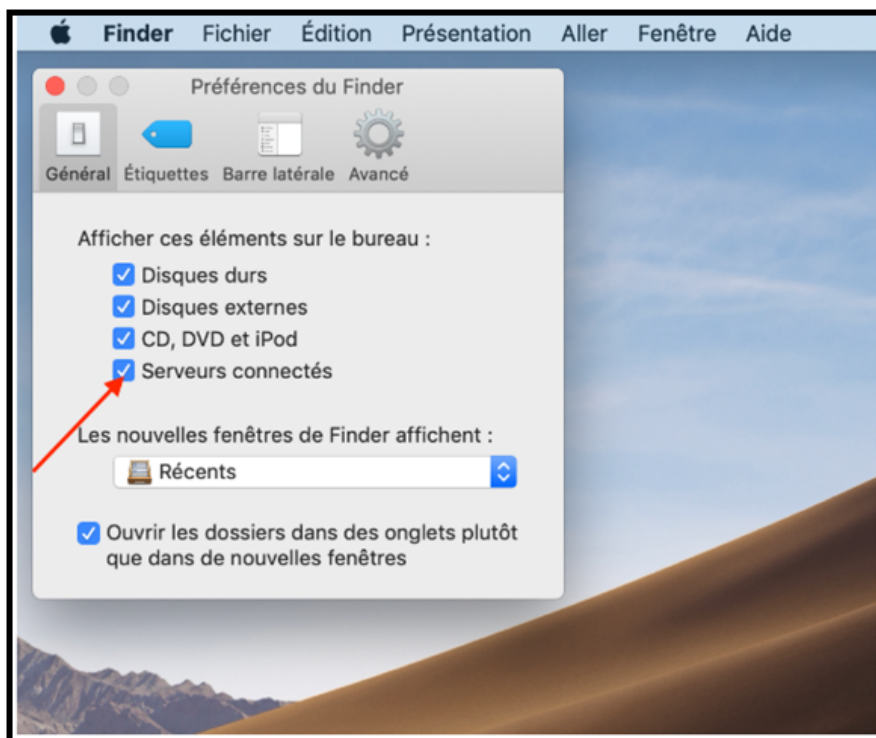 Finder Fichier Édition Présentation Aller Fenêtre Aide
Préférences du Finder
Général Étiquettes Barre latérale Avancé
Afficher ces éléments sur le bureau :
Disques durs
Disques externes
CD, DVD et iPod
Serveurs connectés
Les nouvelles fenêtres de Finder affichent :
Récents
Ouvrir les dossiers dans des onglets plutôt
que dans de nouvelles fenêtres